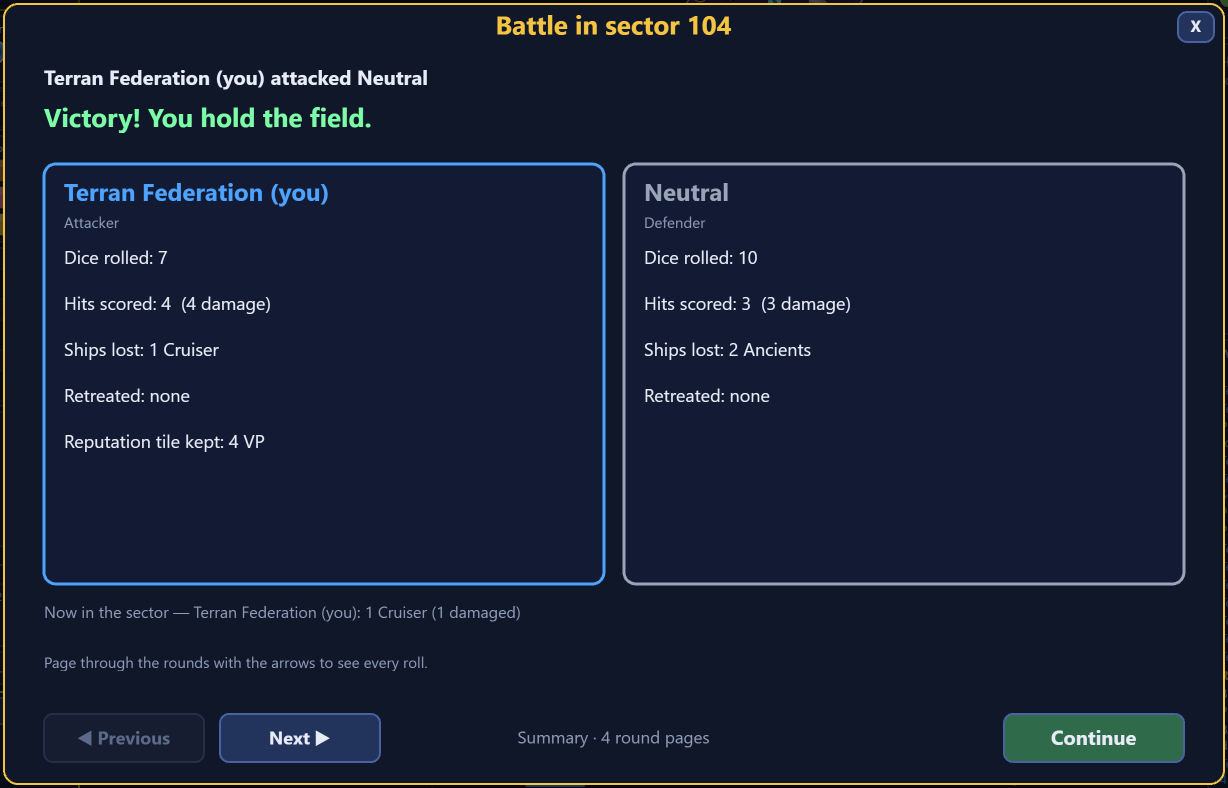 Battle in sector 104
X
Terran Federation (you) attacked Neutral
Victory! You hold the field.
Terran Federation (you)
Attacker
Dice rolled: 7
Hits scored: 4 (4 damage)
Ships lost: 1 Cruiser
Retreated: none
Reputation tile kept: 4 VP
Neutral
Defender
Dice rolled: 10
Hits scored: 3 (3 damage)
Ships lost: 2 Ancients
Retreated: none
Now in the sector — Terran Federation (you): 1 Cruiser (1 damaged)
Page through the rounds with the arrows to see every roll.
◀ Previous
Next ▶
Summary · 4 round pages
Continue